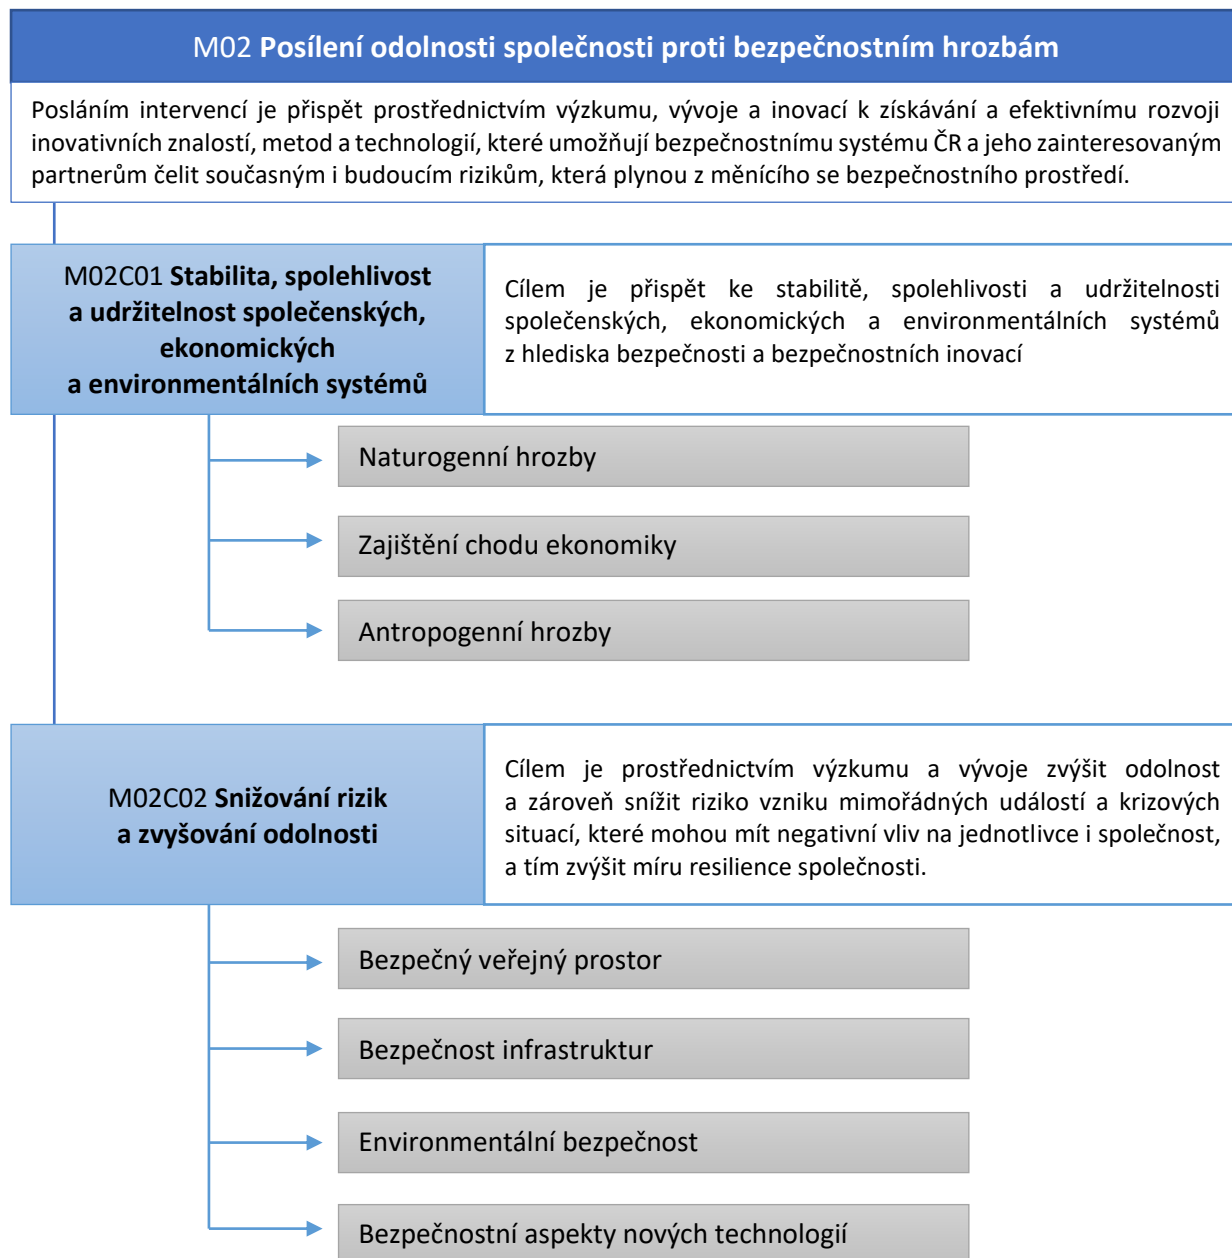 M02 Posílení odolnosti společnosti proti bezpečnostním hrozbám
Posláním intervencí je přispět prostřednictvím výzkumu, vývoje a inovací k získávání a efektivnímu rozvoji
inovativních znalostí, metod a technologií, které umožňují bezpečnostnímu systému ČR a jeho zainteresovaným
partnerům čelit současným i budoucím rizikům, která plynou z měnícího se bezpečnostního prostředí.
M02C01 Stabilita, spolehlivost
a udržitelnost společenských,
ekonomických
a environmentálních systémů
Cílem je přispět ke stabilitě, spolehlivosti a udržitelnosti
společenských, ekonomických a environmentálních systémů
z hlediska bezpečnosti a bezpečnostních inovací
Naturogenní hrozby
Zajištění chodu ekonomiky
Antropogenní hrozby
M02C02 Snižování rizik
a zvyšování odolnosti
Cílem je prostřednictvím výzkumu a vývoje zvýšit odolnost
a zároveň snížit riziko vzniku mimořádných událostí a krizových
situací, které mohou mít negativní vliv na jednotlivce i společnost,
a tím zvýšit míru resilience společnosti.
Bezpečný veřejný prostor
Bezpečnost infrastruktur
Environmentální bezpečnost
Bezpečnostní aspekty nových technologií